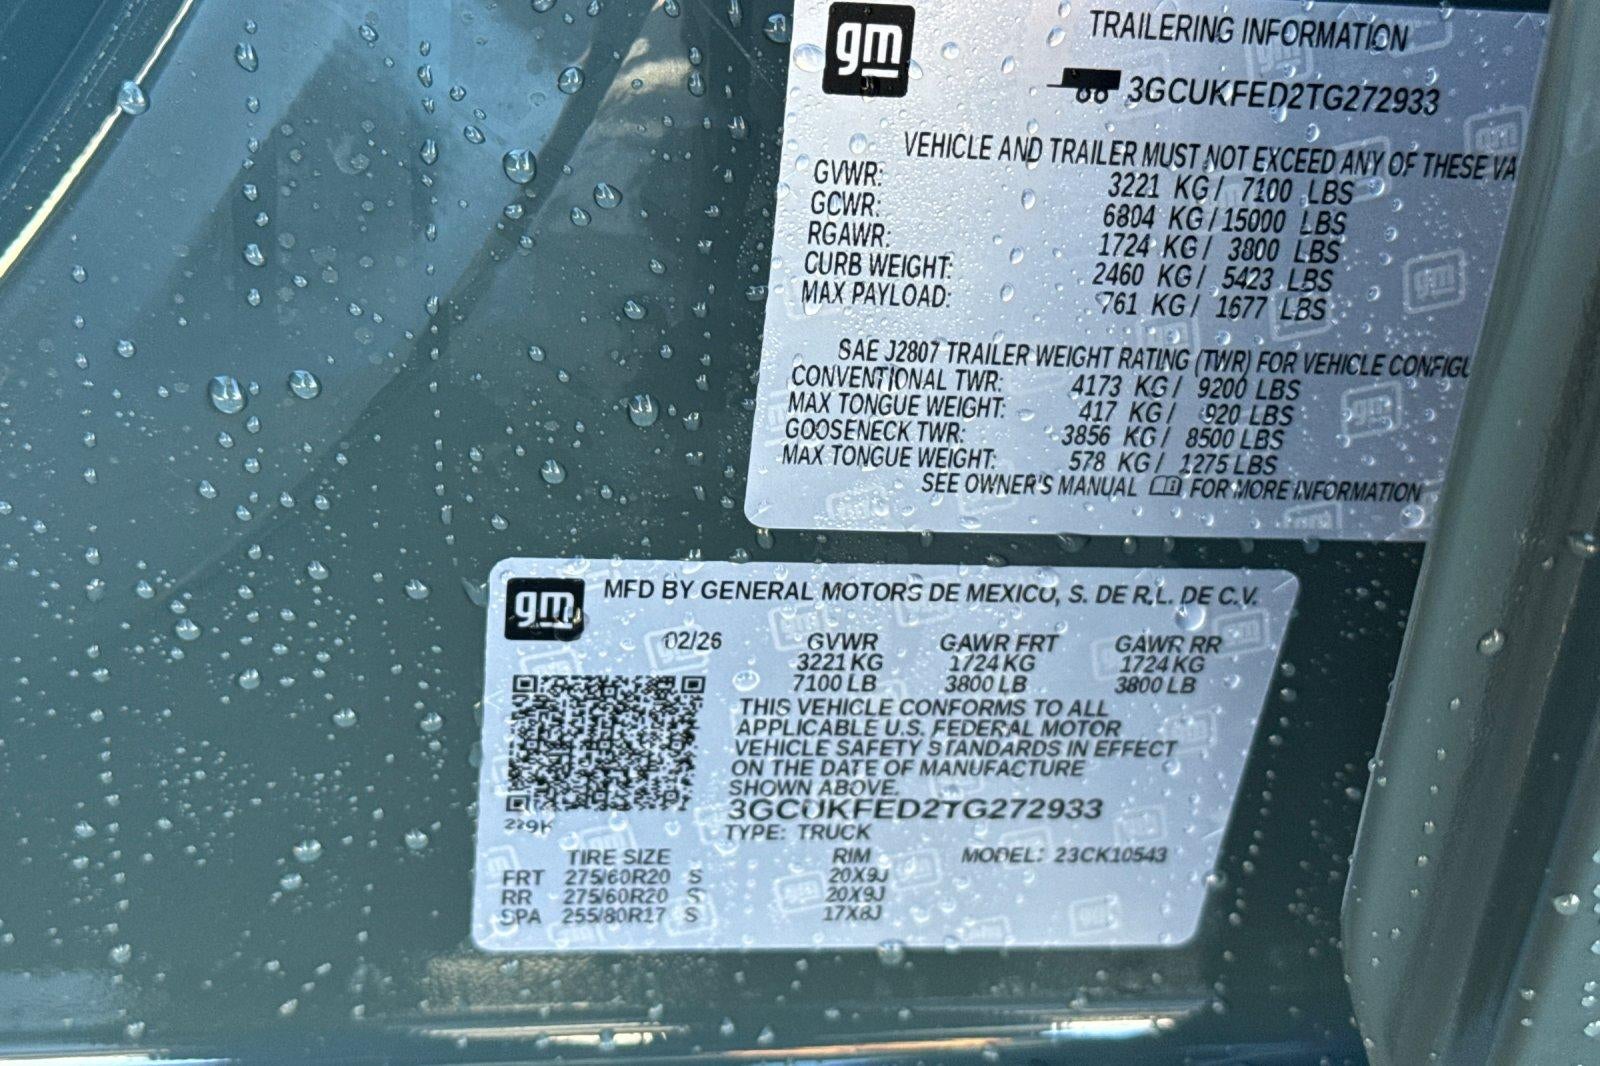 gm
TRAILERING INFORMATION
3GCUKFED2TG272933
VEHICLE AND TRAILER MUST NOT EXCEED ANY OF THESE VA
GVWR: 3221 KG / 7100 LBS
GCWR: 6804 KG / 15000 LBS
RGAWR: 1724 KG / 3800 LBS
CURB WEIGHT: 2460 KG / 5423 LBS
MAX PAYLOAD: 761 KG / 1677 LBS
SAE J2807 TRAILER WEIGHT RATING (TWR) FOR VEHICLE CONFIGU
CONVENTIONAL TWR: 4173 KG / 9200 LBS
MAX TONGUE WEIGHT: 417 KG / 920 LBS
GOOSENECK TWR: 3856 KG / 8500 LBS
MAX TONGUE WEIGHT: 578 KG / 1275 LBS
SEE OWNER'S MANUAL FOR MORE INFORMATION
gm
MFD BY GENERAL MOTORS DE MEXICO, S. DE R.L. DE C.V.
02/26 GVWR GAWR FRT GAWR RR
3221 KG 1724 KG 1724 KG
7100 LB 3800 LB 3800 LB
THIS VEHICLE CONFORMS TO ALL
APPLICABLE U.S. FEDERAL MOTOR
VEHICLE SAFETY STANDARDS IN EFFECT
ON THE DATE OF MANUFACTURE
SHOWN ABOVE.
3GCUKFED2TG272933
TYPE: TRUCK
TIRE SIZE RIM MODEL: 23CK10543
FRT 275/60R20 S 20X9J
RR 275/60R20 S 20X9J
SPA 255/80R17 S 17X8J